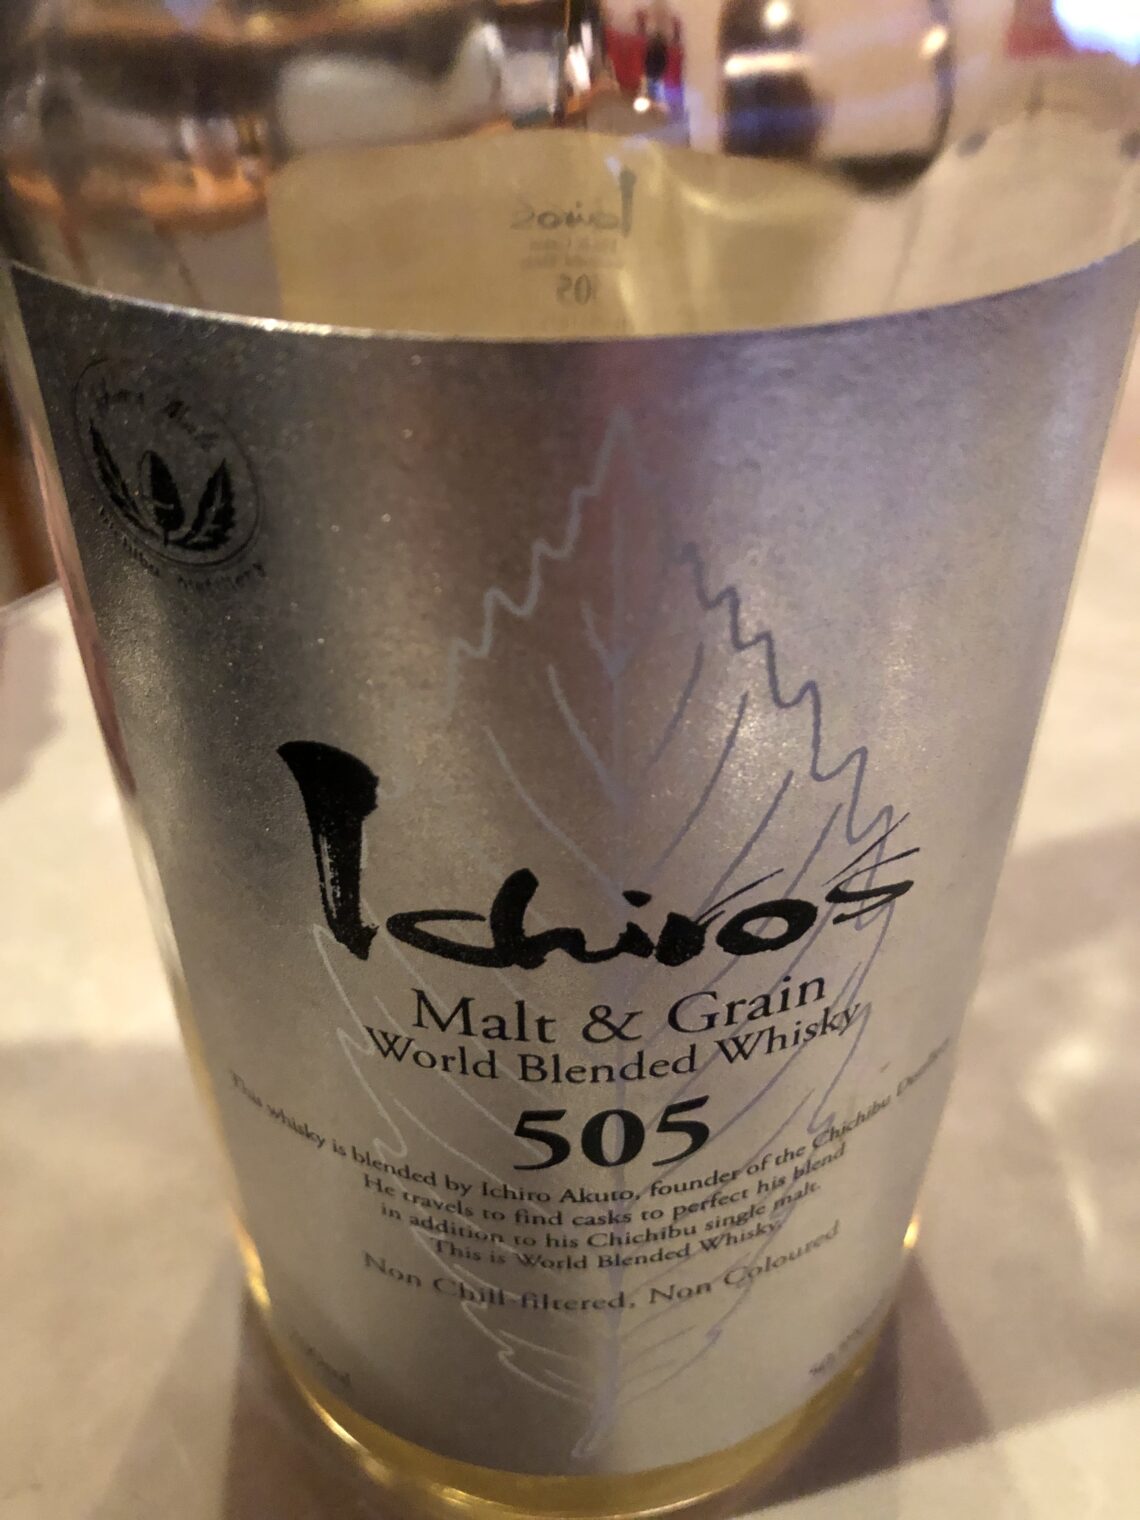 Ichiro's
Malt & Grain
World Blended Whisky
505
This whisky is blended by Ichiro Akuto, founder of the Chichibu
He travels to find casks to perfect his blend
in addition to his Chichibu single malt.
This is World Blended Whisky.
Non Chill-filtered, Non Coloured